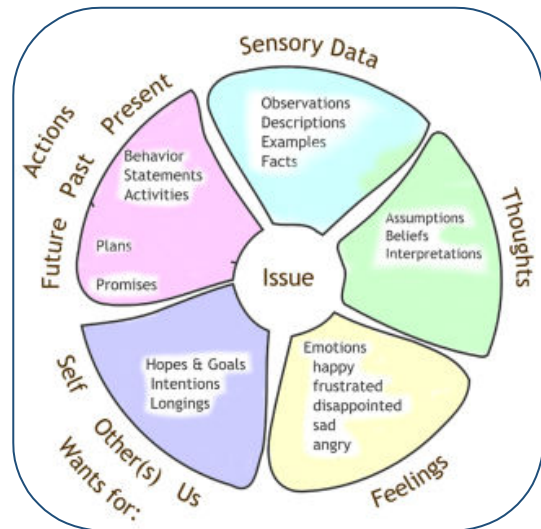 Sensory Data
Observations
Descriptions
Examples
Facts
Thoughts
Assumptions
Beliefs
Interpretations
Feelings
Emotions
happy
frustrated
disappointed
sad
angry
Wants for:
Self Other(s) Us
Hopes & Goals
Intentions
Longings
Actions
Future Past Present
Behavior
Statements
Activities
Plans
Promises
Issue